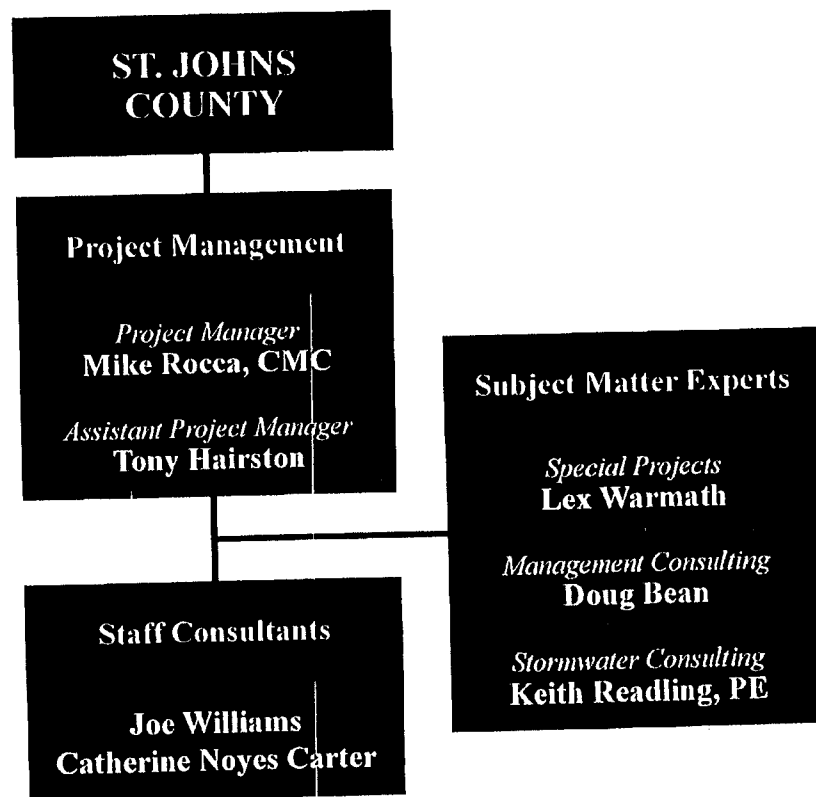 ST. JOHNS
COUNTY
Project Management
Project Manager
Mike Rocca, CMC
Assistant Project Manager
Tony Hairston
Subject Matter Experts
Special Projects
Lex Warmath
Management Consulting
Doug Bean
Stormwater Consulting
Keith Readling, PE
Staff Consultants
Joe Williams
Catherine Noyes Carter